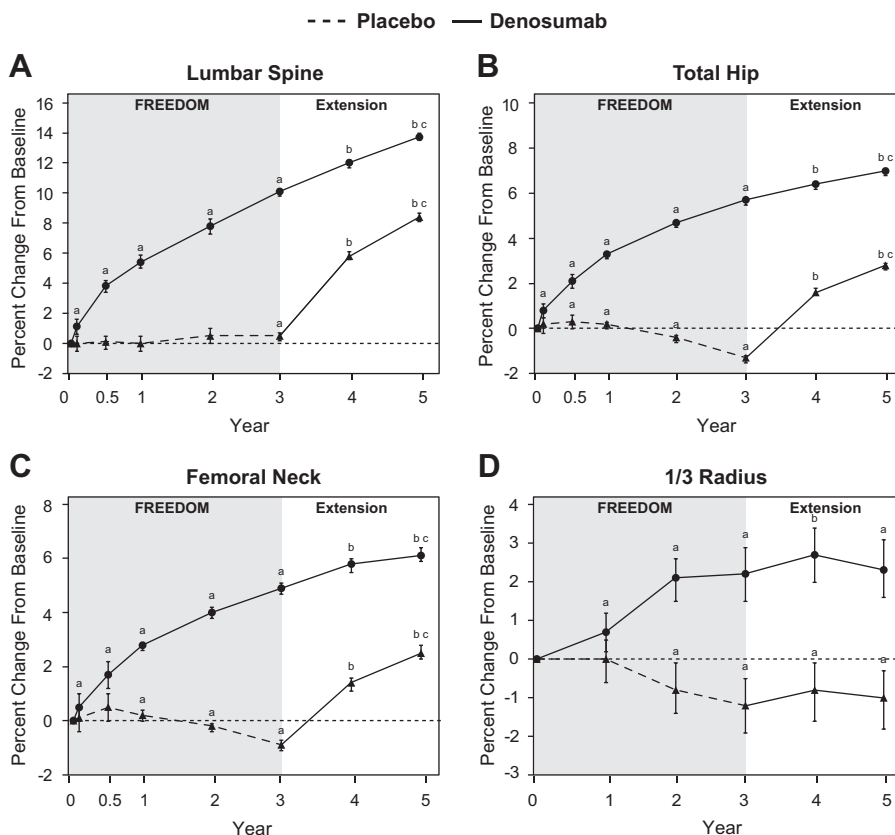 Placebo Denosumab
A
Lumbar Spine
FREEDOM Extension
Percent Change From Baseline
16
14
12
10
8
6
4
2
0
-2
a
a
a
a
a
a
b
b c
b
b c
0 0.5 1 2 3 4 5
Year
B
Total Hip
FREEDOM Extension
Percent Change From Baseline
10
8
6
4
2
0
-2
a
a
a
a
a
b
b c
a
a
a
a
b
b c
0 0.5 1 2 3 4 5
Year
C
Femoral Neck
FREEDOM Extension
Percent Change From Baseline
8
6
4
2
0
-2
a
a
a
a
a
b
b c
a
a
a
a
b
b c
0 0.5 1 2 3 4 5
Year
D
1/3 Radius
FREEDOM Extension
Percent Change From Baseline
4
3
2
1
0
-1
-2
-3
a
a
a
b
a
a
a
a
a
0 1 2 3 4 5
Year